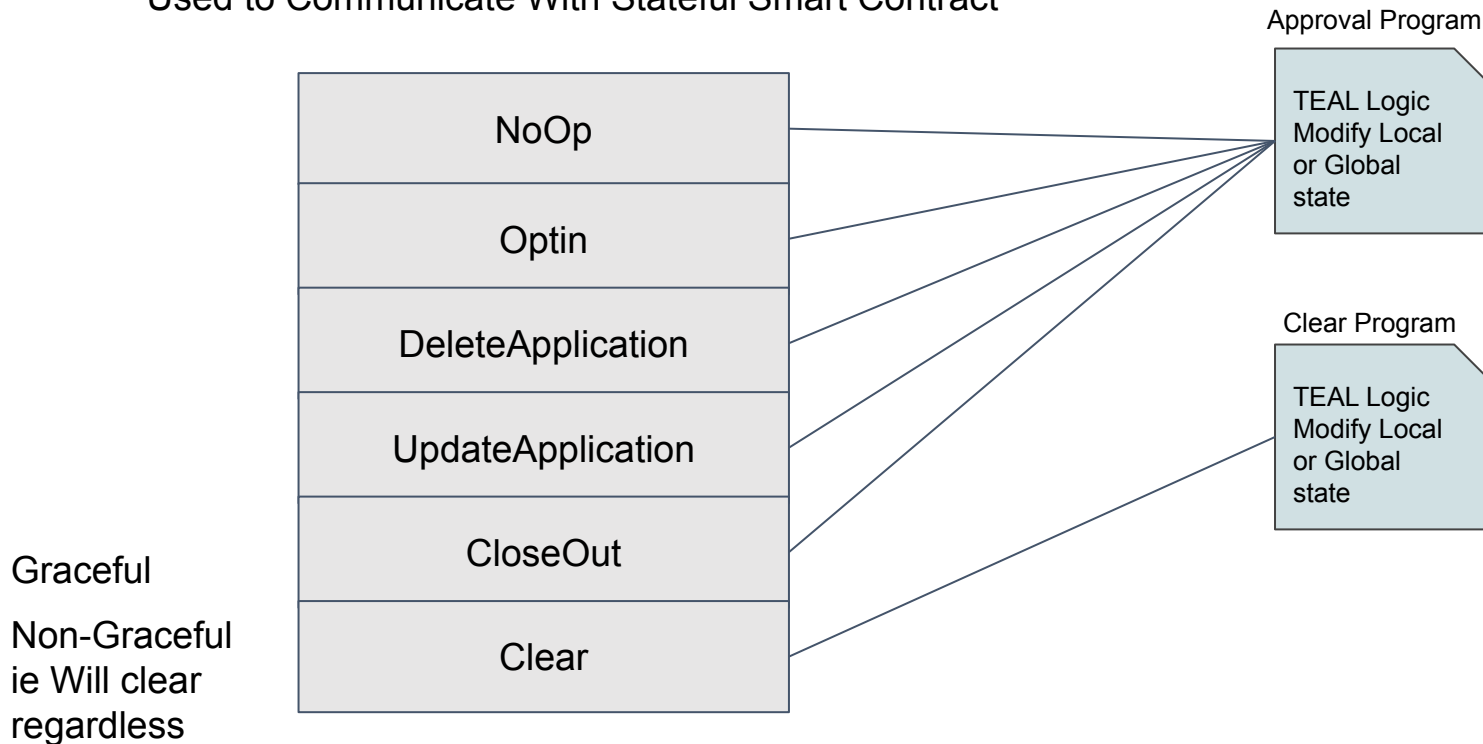 Used to Communicate With Stateful Smart Contract
Approval Program
NoOp
TEAL Logic
Modify Local
or Global
state
Optin
DeleteApplication
Clear Program
UpdateApplication
TEAL Logic
Modify Local
or Global
state
Graceful
CloseOut
Non-Graceful
ie Will clear
regardless
Clear